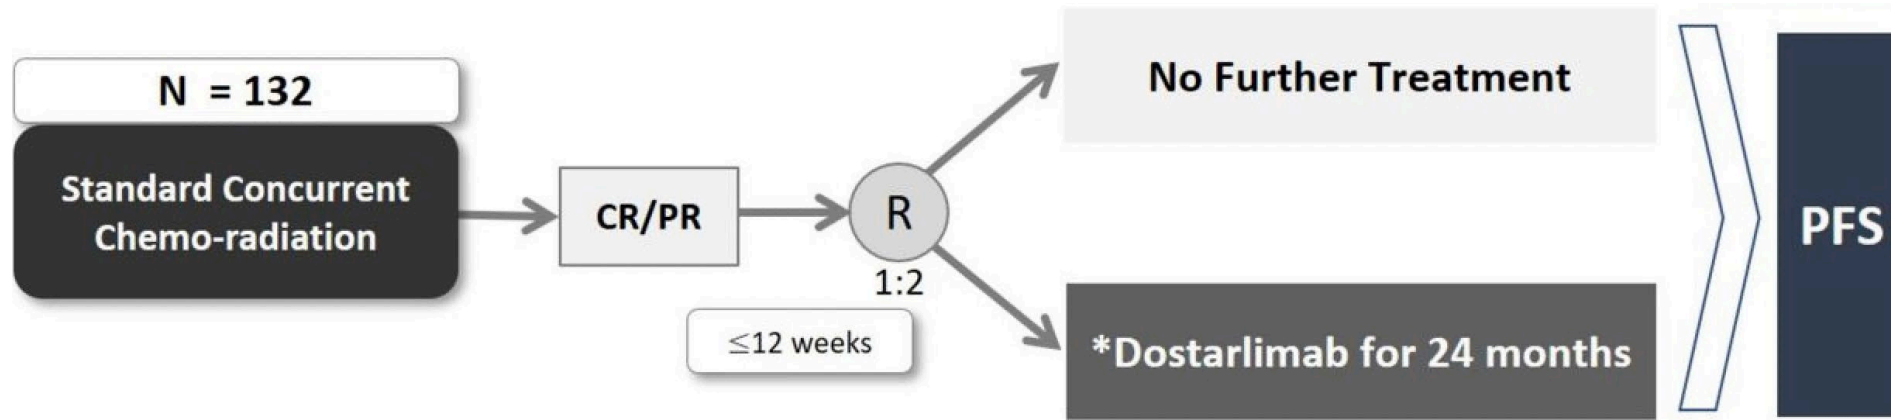 N = 132
Standard Concurrent
Chemo-radiation
CR/PR
R
1:2
≤12 weeks
No Further Treatment
*Dostarlimab for 24 months
PFS